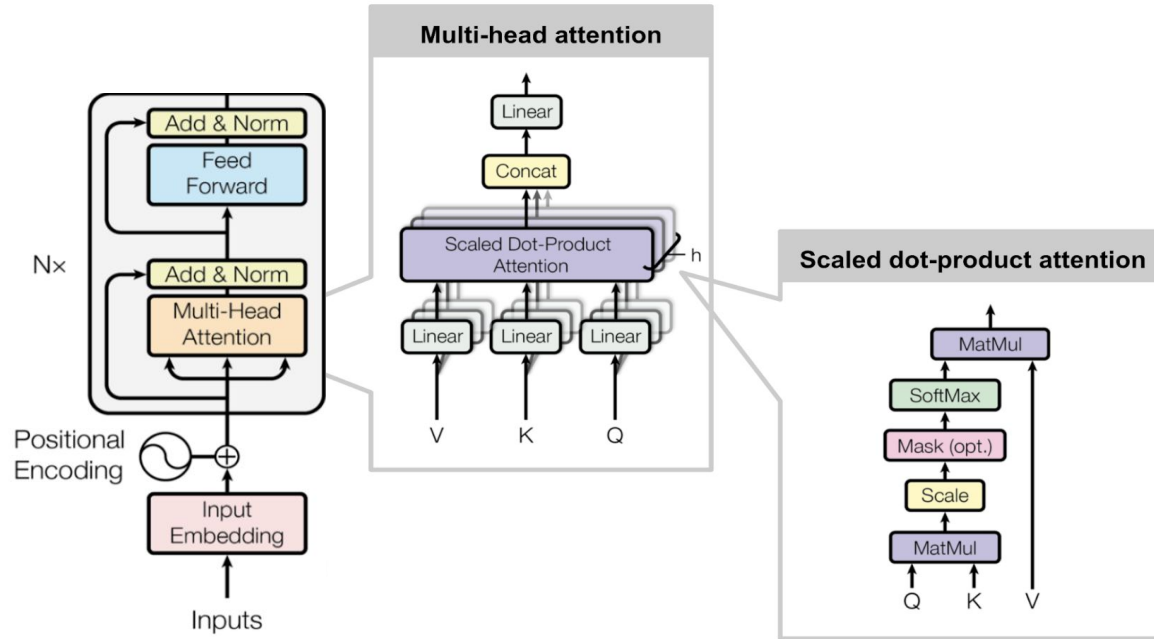 Multi-head attention
Linear
Concat
Scaled Dot-Product
Attention
h
Linear
Linear
Linear
V
K
Q
Add & Norm
Feed
Forward
Nx
Add & Norm
Multi-Head
Attention
Positional
Encoding
Input
Embedding
Inputs
Scaled dot-product attention
MatMul
SoftMax
Mask (opt.)
Scale
MatMul
Q
K
V